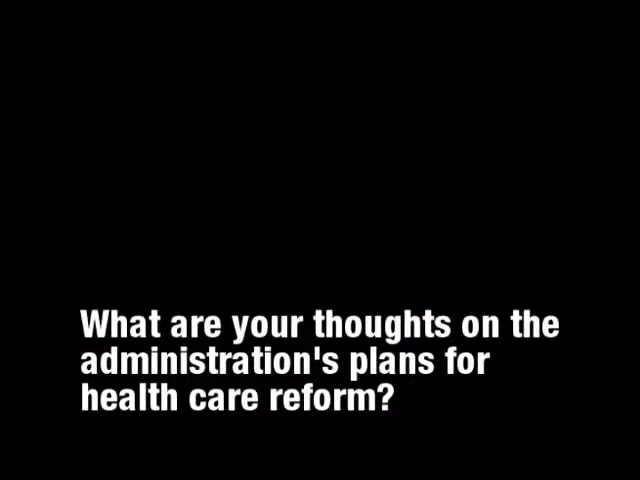 What are your thoughts on the
administration's plans for
health care reform?